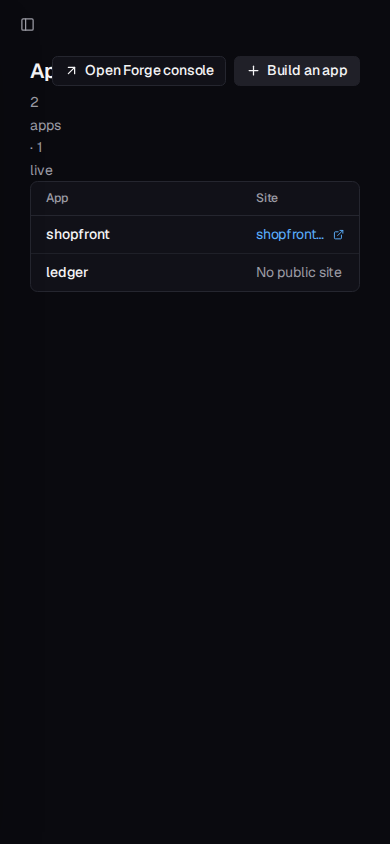 Ap
Open Forge console
Build an app
2
apps
· 1
live
App Site
shopfront shopfront...
ledger No public site